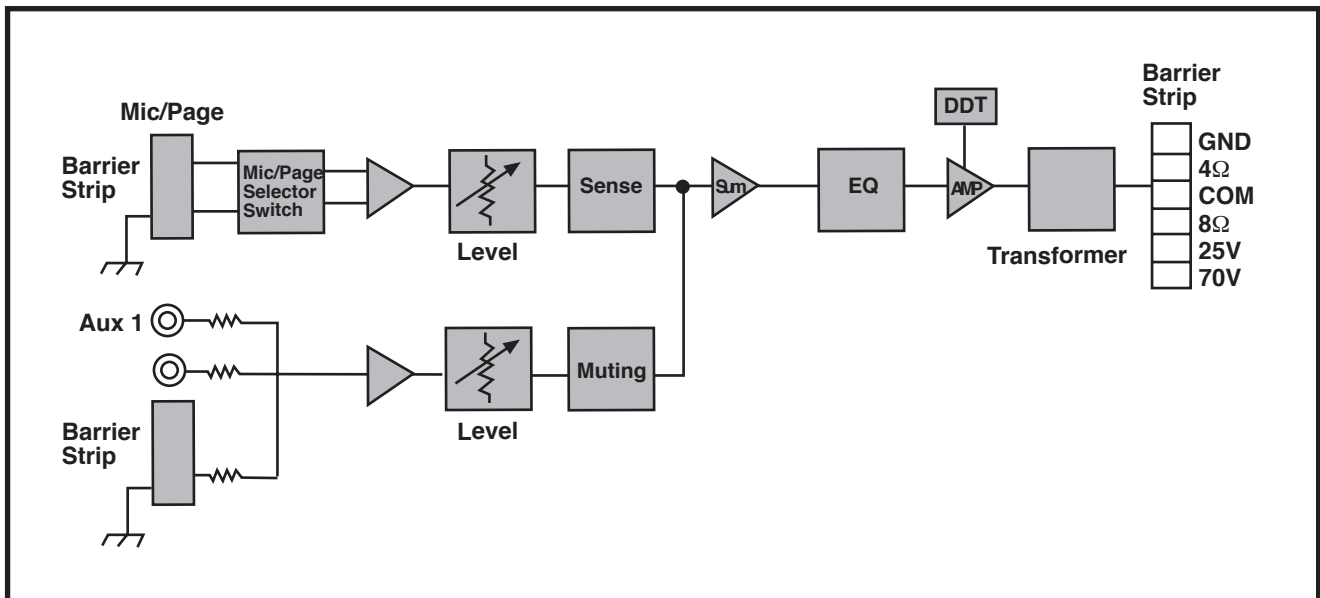 Mic/Page
Barrier
Strip
Mic/Page
Selector
Switch
Level
Sense
Sum
EQ
DDT
AMP
Transformer
Barrier
Strip
GND
4Ω
COM
8Ω
25V
70V
Aux 1
Barrier
Strip
Level
Muting